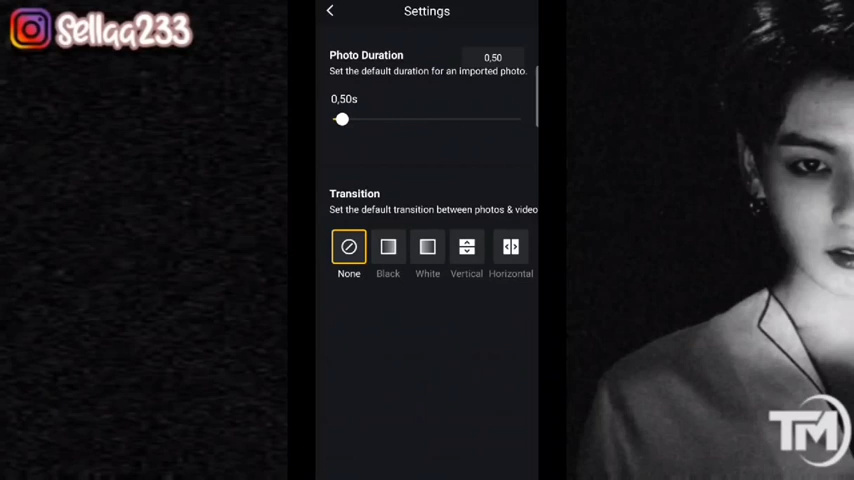 Sellaa233
Settings
Photo Duration
0,50
Set the default duration for an imported photo.
0,50s
Transition
Set the default transition between photos & video
None
Black
White
Vertical
Horizontal
TM